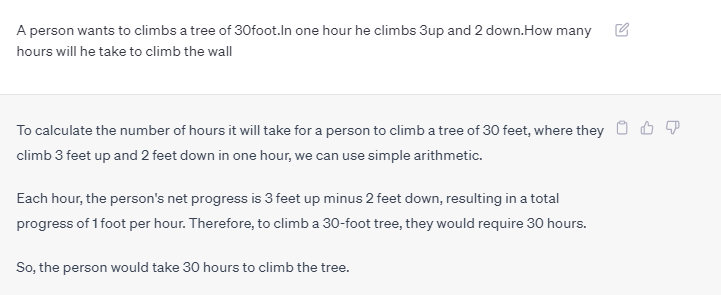 A person wants to climbs a tree of 30foot.In one hour he climbs 3up and 2 down.How many
hours will he take to climb the wall
To calculate the number of hours it will take for a person to climb a tree of 30 feet, where they
climb 3 feet up and 2 feet down in one hour, we can use simple arithmetic.
Each hour, the person's net progress is 3 feet up minus 2 feet down, resulting in a total
progress of 1 foot per hour. Therefore, to climb a 30-foot tree, they would require 30 hours.
So, the person would take 30 hours to climb the tree.